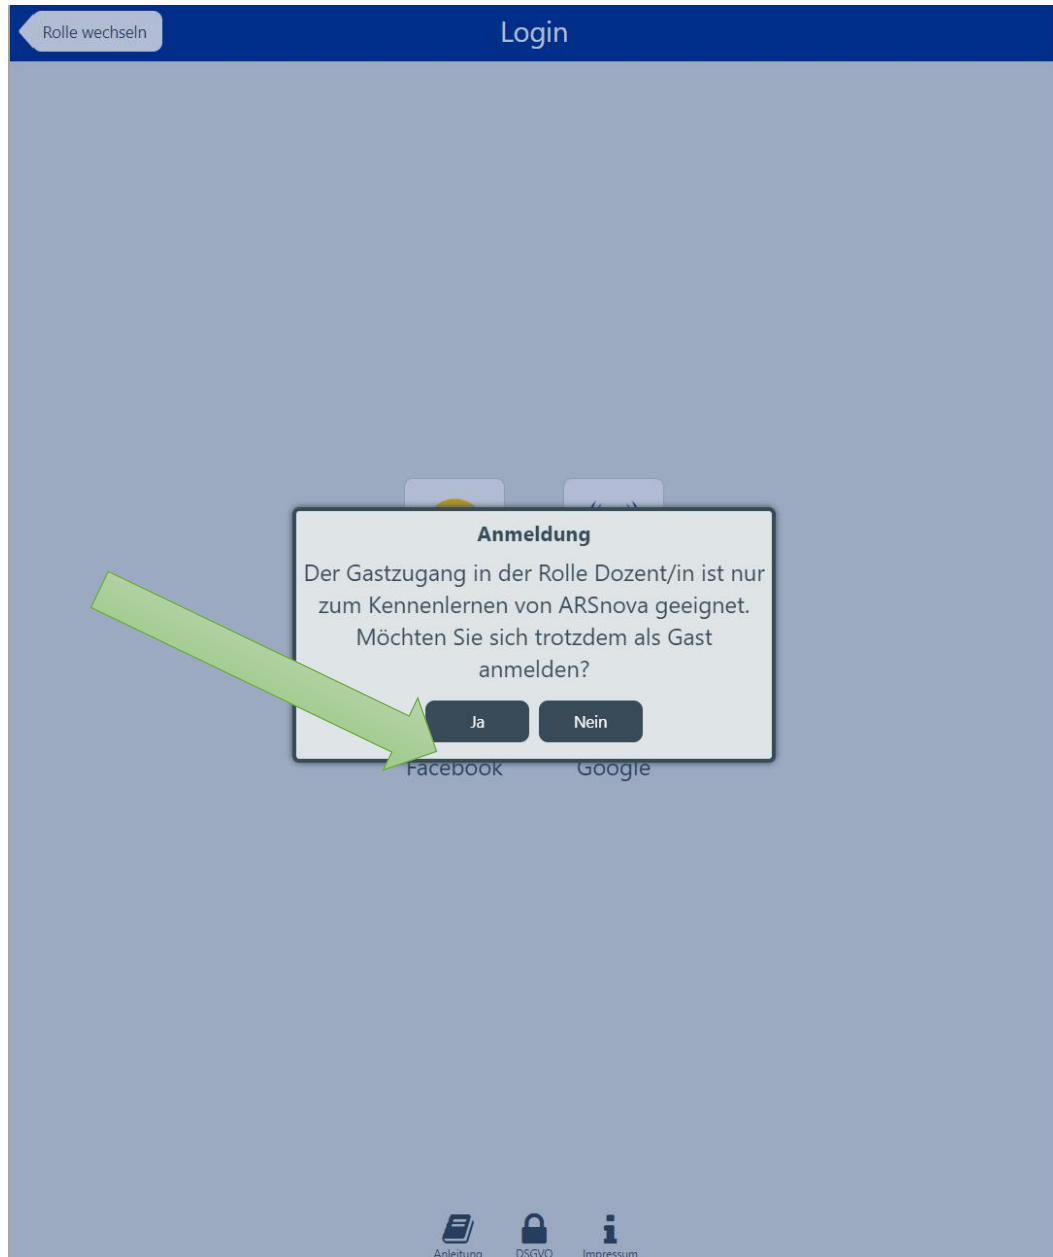 Rolle wechseln
Login
Anmeldung
Der Gastzugang in der Rolle Dozent/in ist nur
zum Kennenlernen von ARSnova geeignet.
Möchten Sie sich trotzdem als Gast
anmelden?
Ja
Nein
Facebook
Google
Anleitung
DSGVO
Impressum